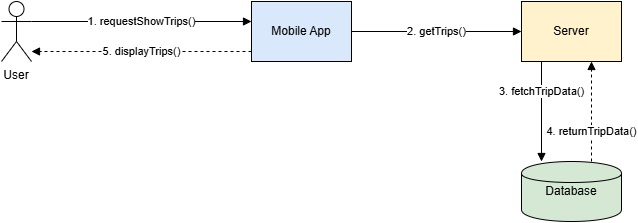 1. requestShowTrips()
Mobile App
2. getTrips()
Server
5. displayTrips()
User
3. fetchTripData()
4. returnTripData()
Database